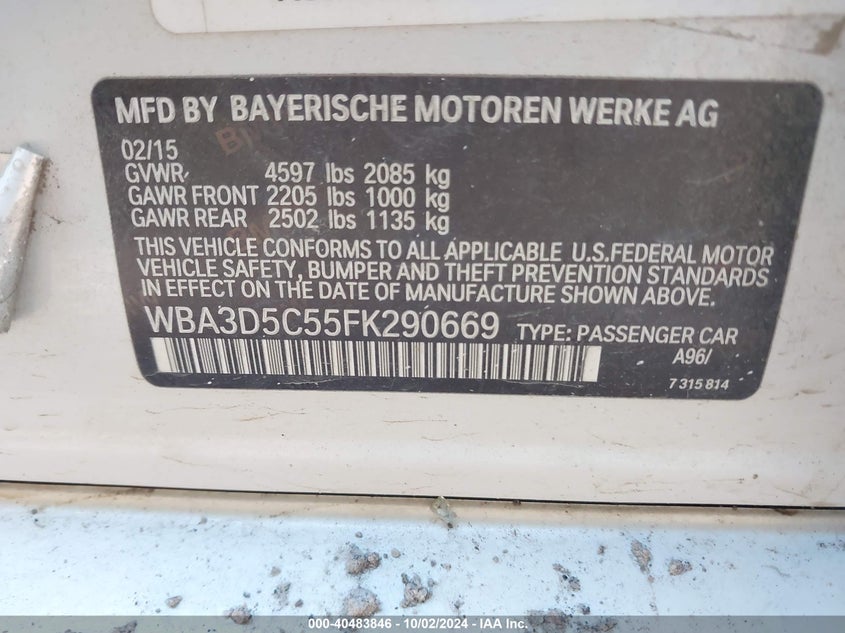 MFD BY BAYERISCHE MOTOREN WERKE AG
02/15
GVWR 4597 lbs 2085 kg
GAWR FRONT 2205 lbs 1000 kg
GAWR REAR 2502 lbs 1135 kg
THIS VEHICLE CONFORMS TO ALL APPLICABLE U.S.FEDERAL MOTOR
VEHICLE SAFETY, BUMPER AND THEFT PREVENTION STANDARDS
IN EFFECT ON THE DATE OF MANUFACTURE SHOWN ABOVE.
WBA3D5C55FK290669 TYPE: PASSENGER CAR
A96/
7 315 814
000-40483846 - 10/02/2024 - IAA Inc.